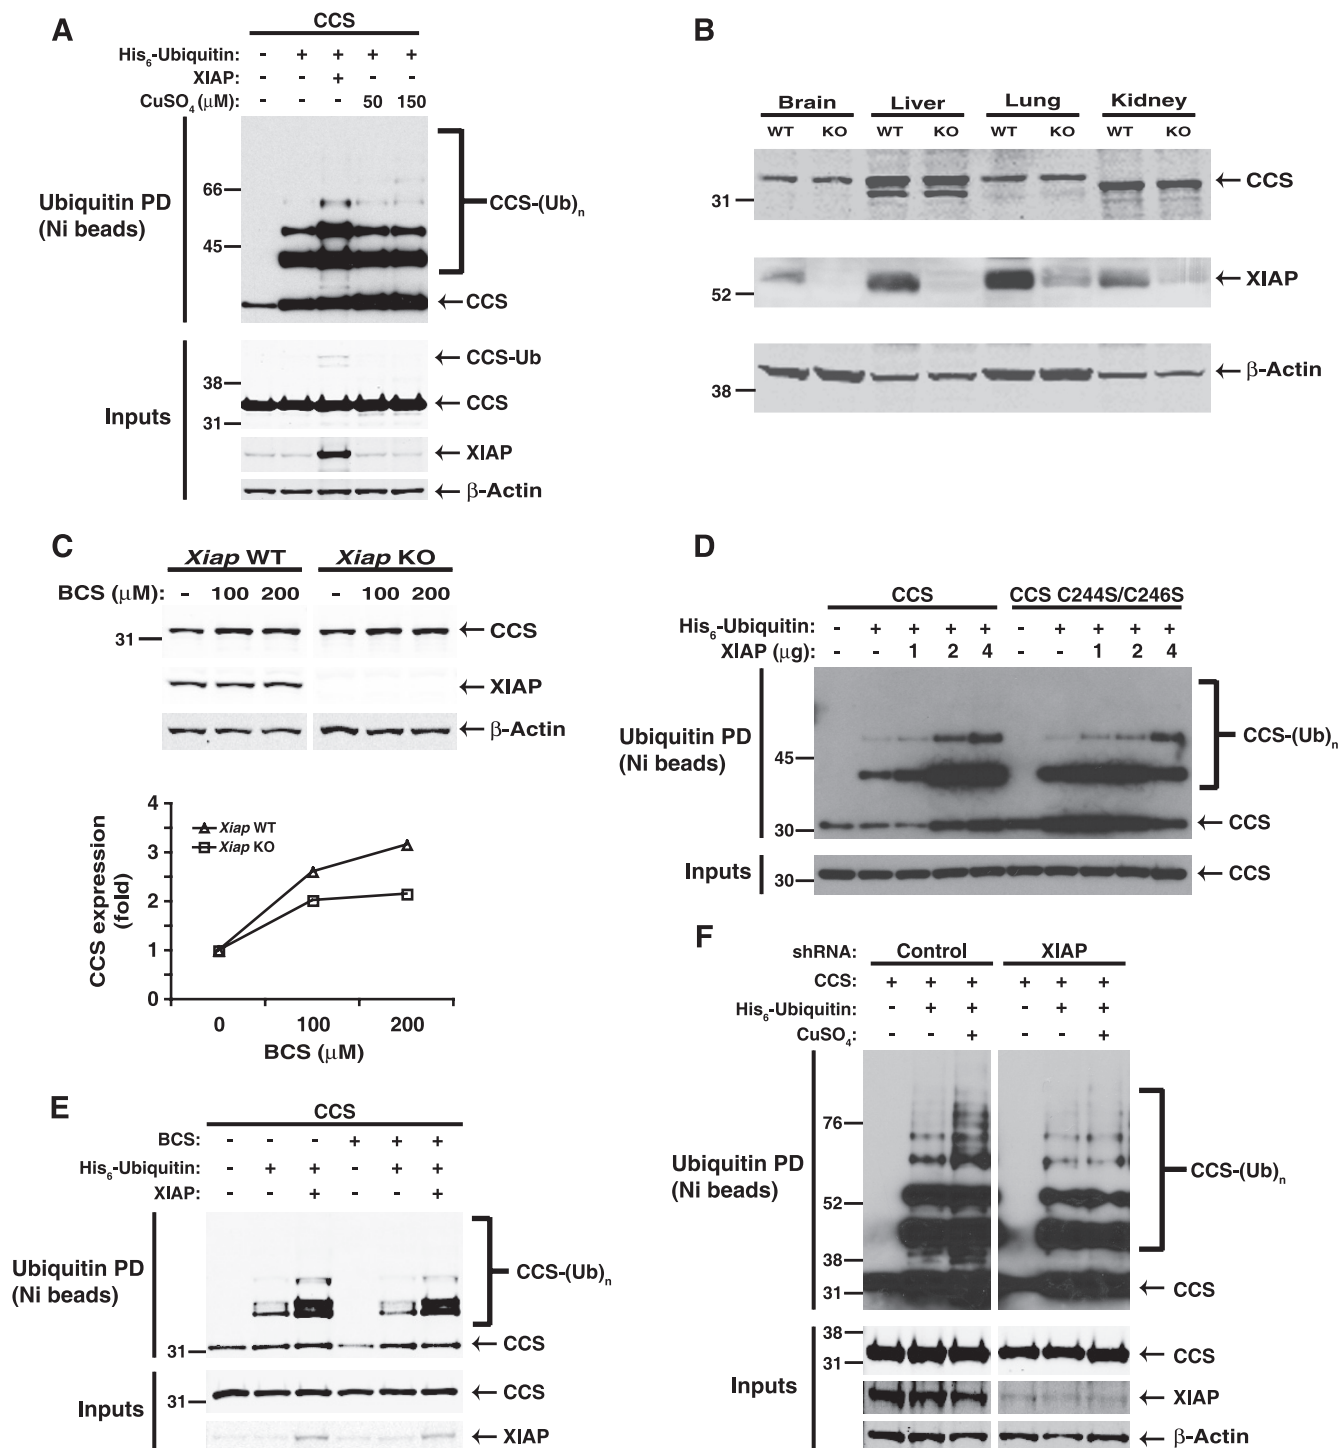 A
CCS
His6-Ubiquitin: - + + + +
XIAP: - - + - -
CuSO4 (μM): - - - 50 150
Ubiquitin PD
(Ni beads)
66
45
CCS-(Ub)n
← CCS
Inputs
38
31
← CCS-Ub
← CCS
← XIAP
← β-Actin
B
Brain Liver Lung Kidney
WT KO WT KO WT KO WT KO
31
← CCS
52
← XIAP
38
← β-Actin
C
Xiap WT Xiap KO
BCS (μM): - 100 200 - 100 200
31
← CCS
← XIAP
← β-Actin
CCS expression
(fold)
4
3
2
1
0
Xiap WT
Xiap KO
0 100 200
BCS (μM)
D
CCS CCS C244S/C246S
His6-Ubiquitin: - + + + + - + + + +
XIAP (μg): - - 1 2 4 - - 1 2 4
Ubiquitin PD
(Ni beads)
45
30
CCS-(Ub)n
← CCS
Inputs
30
← CCS
E
CCS
BCS: - - - + + +
His6-Ubiquitin: - + + - + +
XIAP: - - + - - +
Ubiquitin PD
(Ni beads)
31
CCS-(Ub)n
← CCS
Inputs
31
← CCS
← XIAP
F
shRNA: Control XIAP
CCS: + + + + + +
His6-Ubiquitin: - + + - + +
CuSO4: - - + - - +
Ubiquitin PD
(Ni beads)
76
52
38
31
CCS-(Ub)n
← CCS
Inputs
38
31
← CCS
← XIAP
← β-Actin